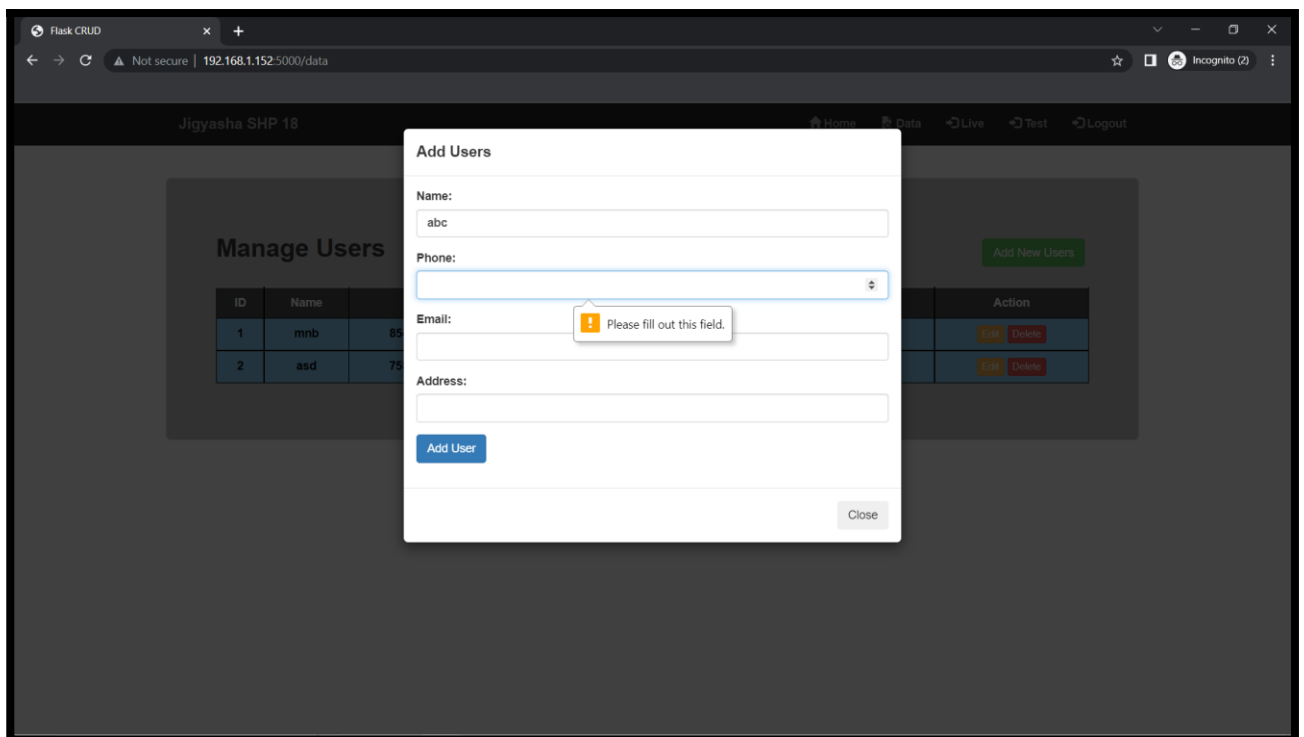 Flask CRUD
Not secure | 192.168.1.152:5000/data
Incognito (2)
Jigyasha SHP 18
Home Data Live Test Logout
Add Users
Name:
abc
Manage Users
Phone:
Add New Users
ID Name Action
Email:
Please fill out this field.
1 mnb 85 Edit Delete
2 asd 75 Edit Delete
Address:
Add User
Close